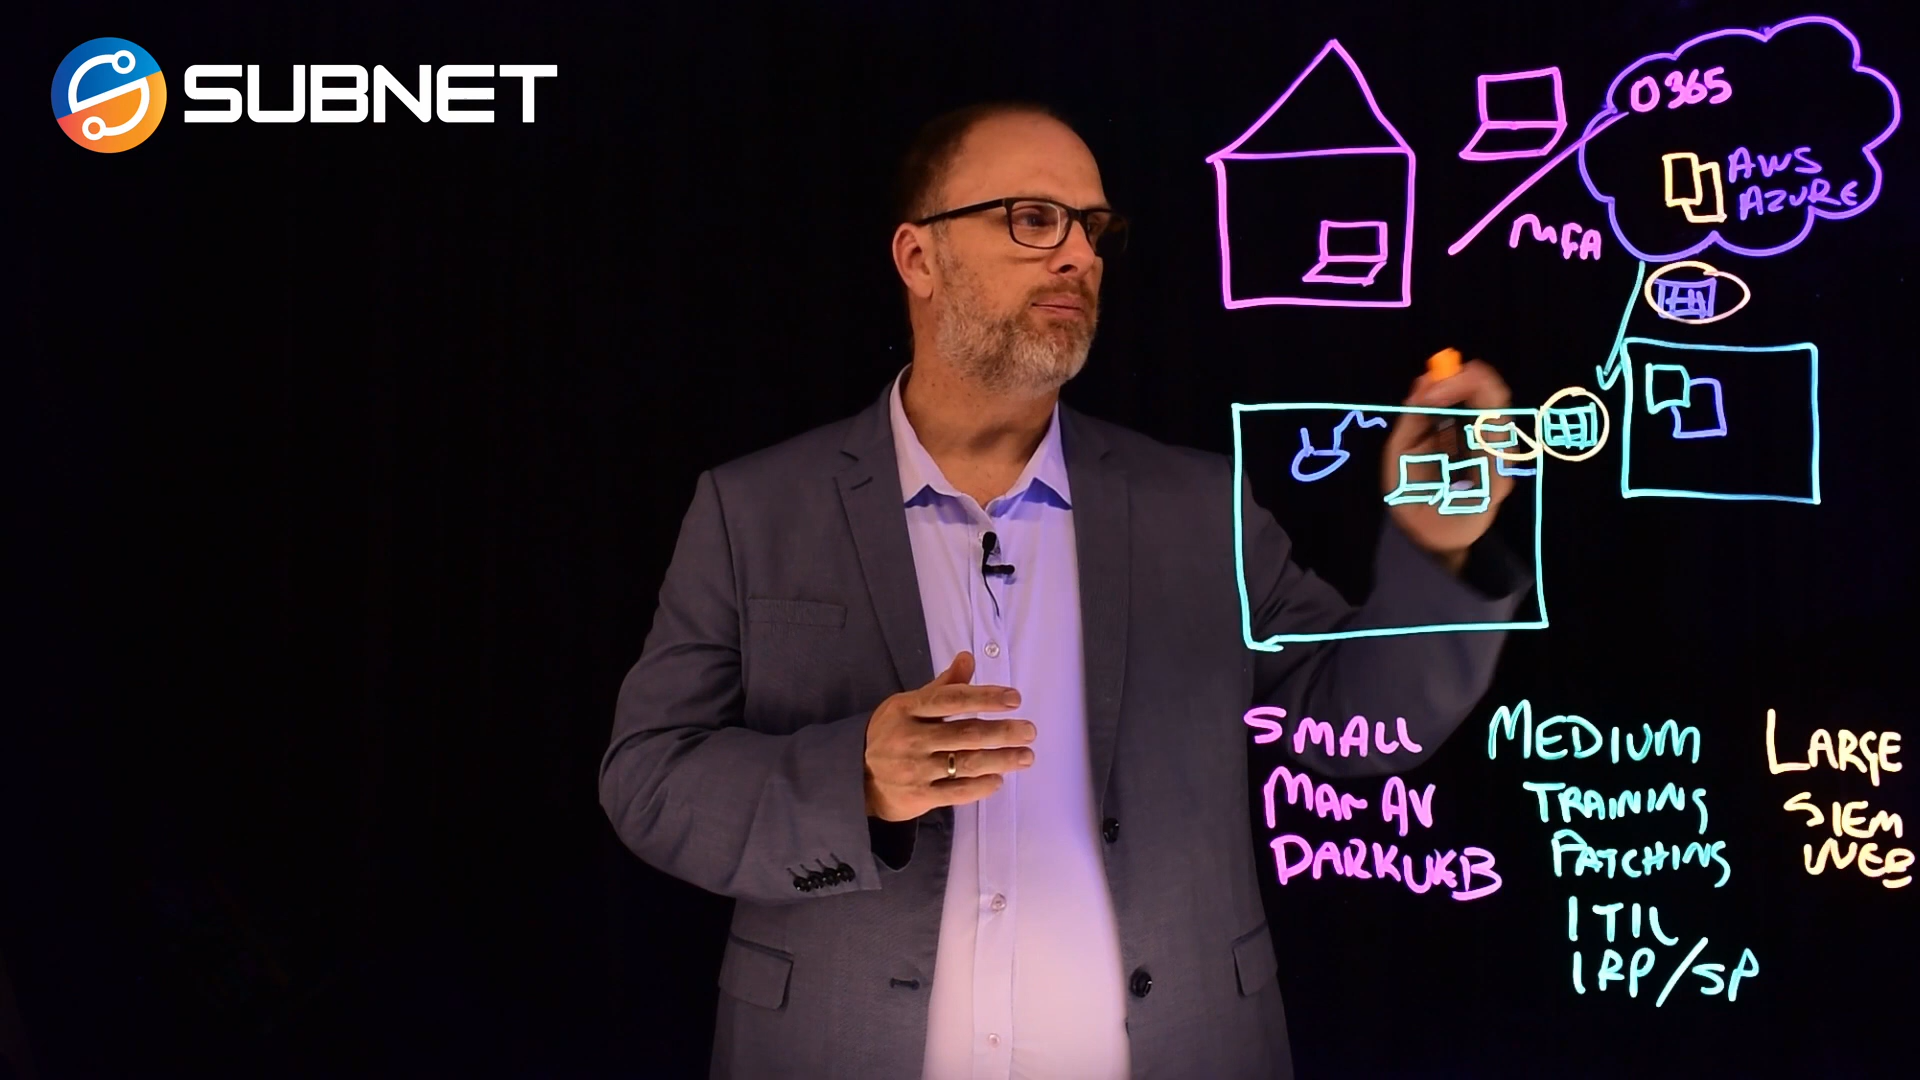 SUBNET
O365
AWS
AZURE
MFA
SMALL
MAN AV
DARKWEB
MEDIUM
TRAINING
PATCHING
ITIL
IRP/SP
LARGE
SIEM
WEB